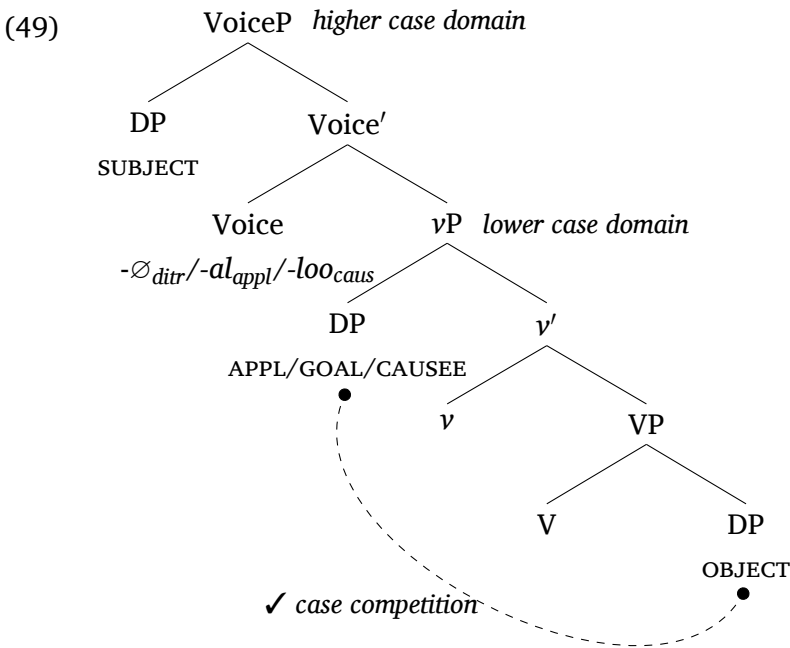 (49) VoiceP higher case domain
DP Voice′
SUBJECT
Voice vP lower case domain
-∅ditr/-alappl/-loocaus
DP v′
APPL/GOAL/CAUSEE
v VP
V DP
OBJECT
✓ case competition